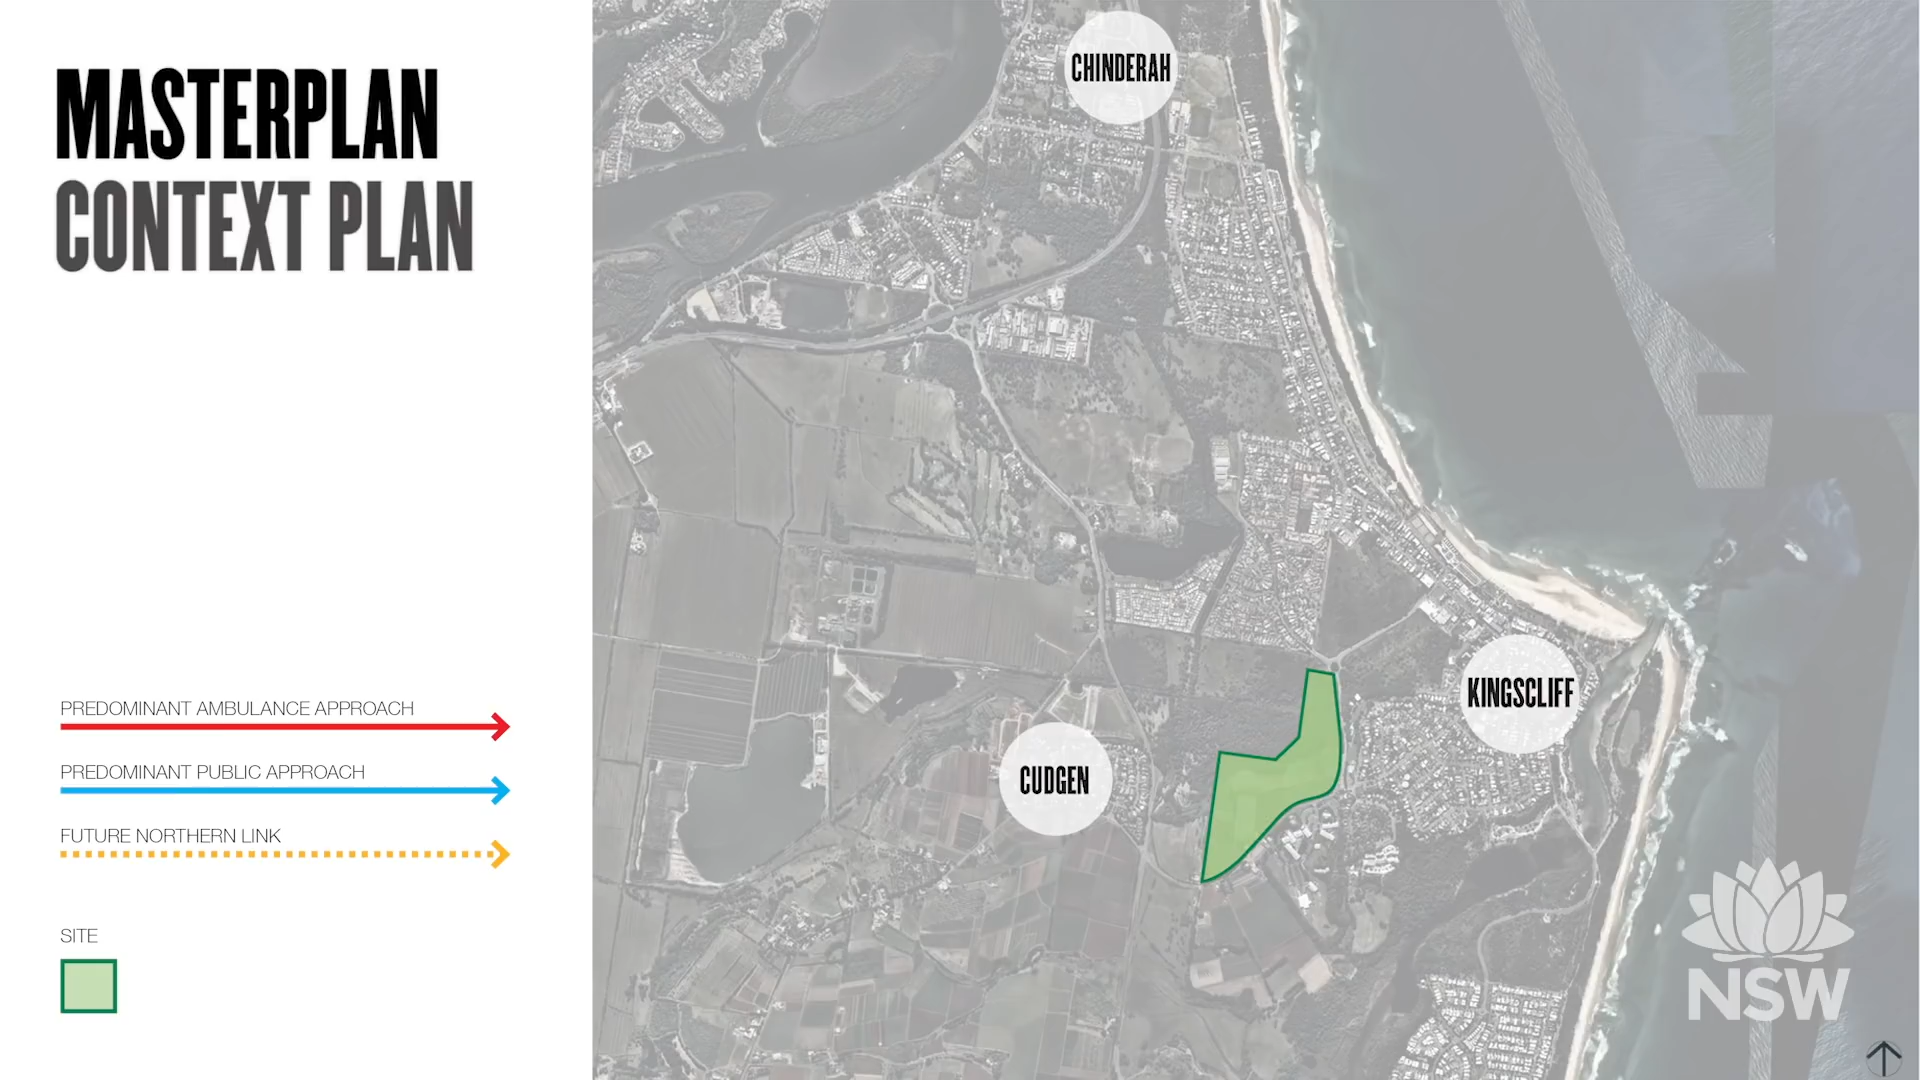 MASTERPLAN
CONTEXT PLAN
PREDOMINANT AMBULANCE APPROACH
PREDOMINANT PUBLIC APPROACH
FUTURE NORTHERN LINK
SITE
CHINDERAH
KINGSCLIFF
CUDGEN
NSW